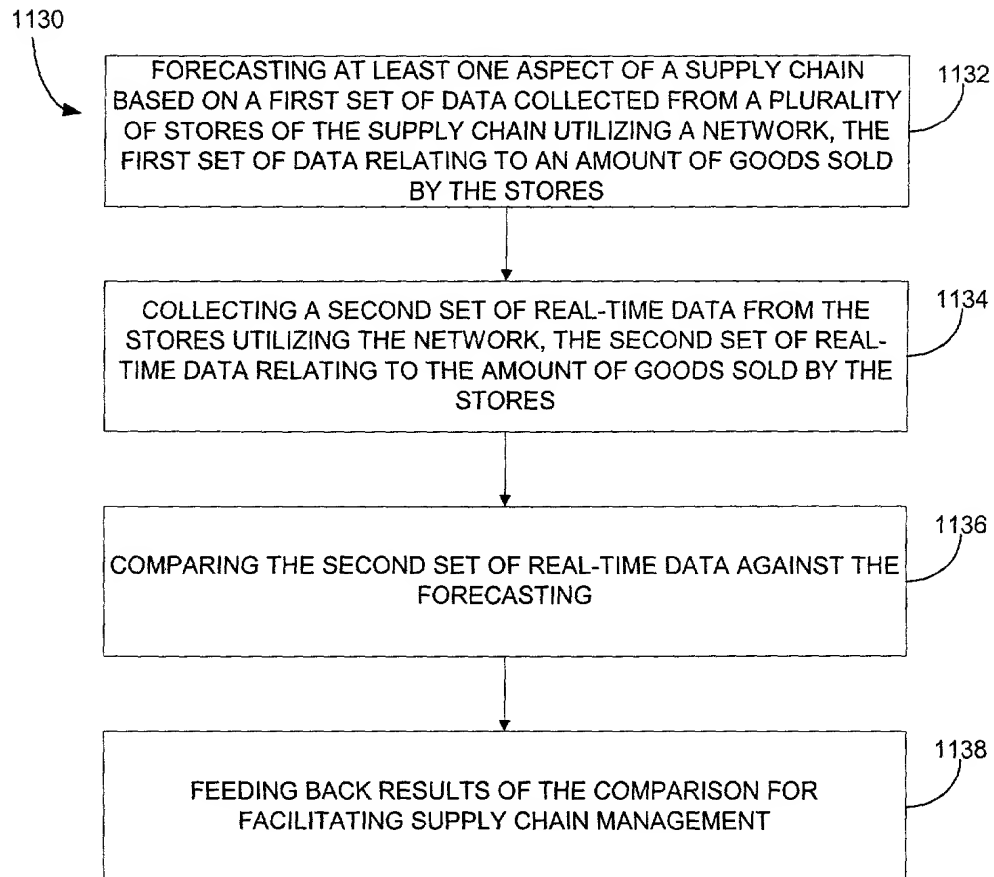 1130
FORECASTING AT LEAST ONE ASPECT OF A SUPPLY CHAIN
BASED ON A FIRST SET OF DATA COLLECTED FROM A PLURALITY
OF STORES OF THE SUPPLY CHAIN UTILIZING A NETWORK, THE
FIRST SET OF DATA RELATING TO AN AMOUNT OF GOODS SOLD
BY THE STORES
1132
COLLECTING A SECOND SET OF REAL-TIME DATA FROM THE
STORES UTILIZING THE NETWORK, THE SECOND SET OF REAL-
TIME DATA RELATING TO THE AMOUNT OF GOODS SOLD BY THE
STORES
1134
COMPARING THE SECOND SET OF REAL-TIME DATA AGAINST THE
FORECASTING
1136
FEEDING BACK RESULTS OF THE COMPARISON FOR
FACILITATING SUPPLY CHAIN MANAGEMENT
1138